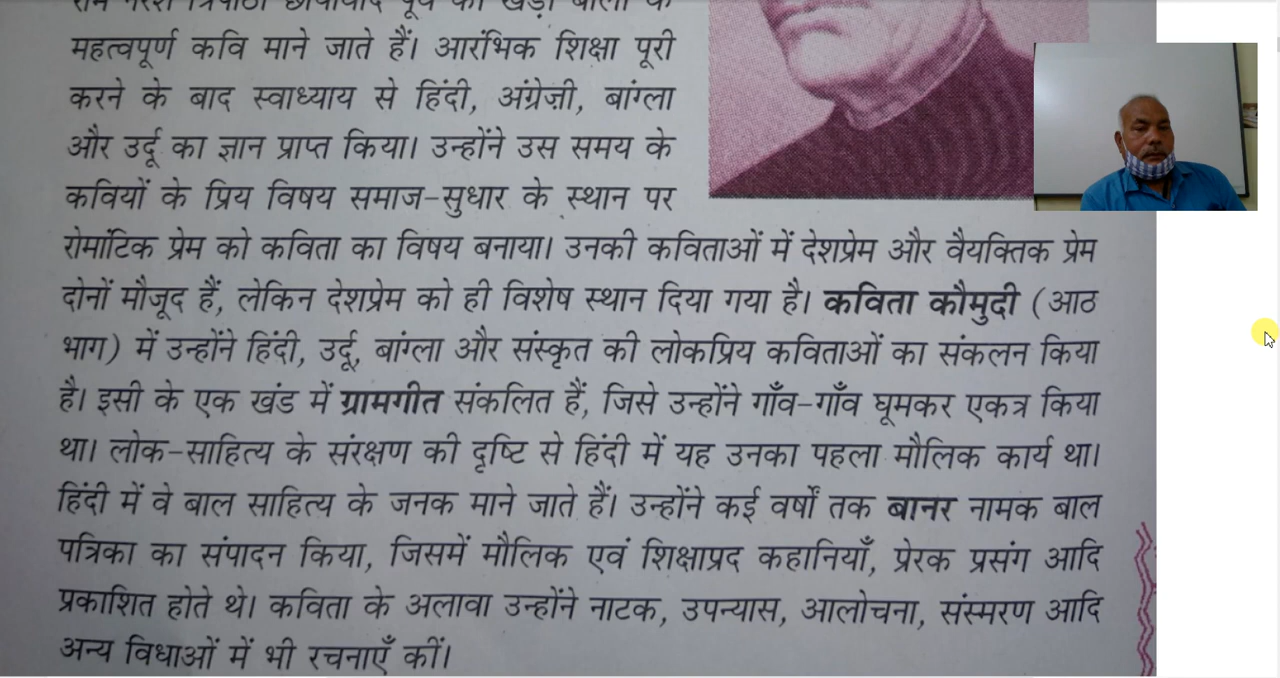 महत्वपूर्ण कवि माने जाते हैं। आरंभिक शिक्षा पूरी
करने के बाद स्वाध्याय से हिंदी, अंग्रेज़ी, बांग्ला
और उर्दू का ज्ञान प्राप्त किया। उन्होंने उस समय के
कवियों के प्रिय विषय समाज-सुधार के स्थान पर
रोमांटिक प्रेम को कविता का विषय बनाया। उनकी कविताओं में देशप्रेम और वैयक्तिक प्रेम
दोनों मौजूद हैं, लेकिन देशप्रेम को ही विशेष स्थान दिया गया है। कविता कौमुदी (आठ
भाग) में उन्होंने हिंदी, उर्दू, बांग्ला और संस्कृत की लोकप्रिय कविताओं का संकलन किया
है। इसी के एक खंड में ग्रामगीत संकलित हैं, जिसे उन्होंने गाँव-गाँव घूमकर एकत्र किया
था। लोक-साहित्य के संरक्षण की दृष्टि से हिंदी में यह उनका पहला मौलिक कार्य था।
हिंदी में वे बाल साहित्य के जनक माने जाते हैं। उन्होंने कई वर्षों तक बानर नामक बाल
पत्रिका का संपादन किया, जिसमें मौलिक एवं शिक्षाप्रद कहानियाँ, प्रेरक प्रसंग आदि
प्रकाशित होते थे। कविता के अलावा उन्होंने नाटक, उपन्यास, आलोचना, संस्मरण आदि
अन्य विधाओं में भी रचनाएँ कीं।